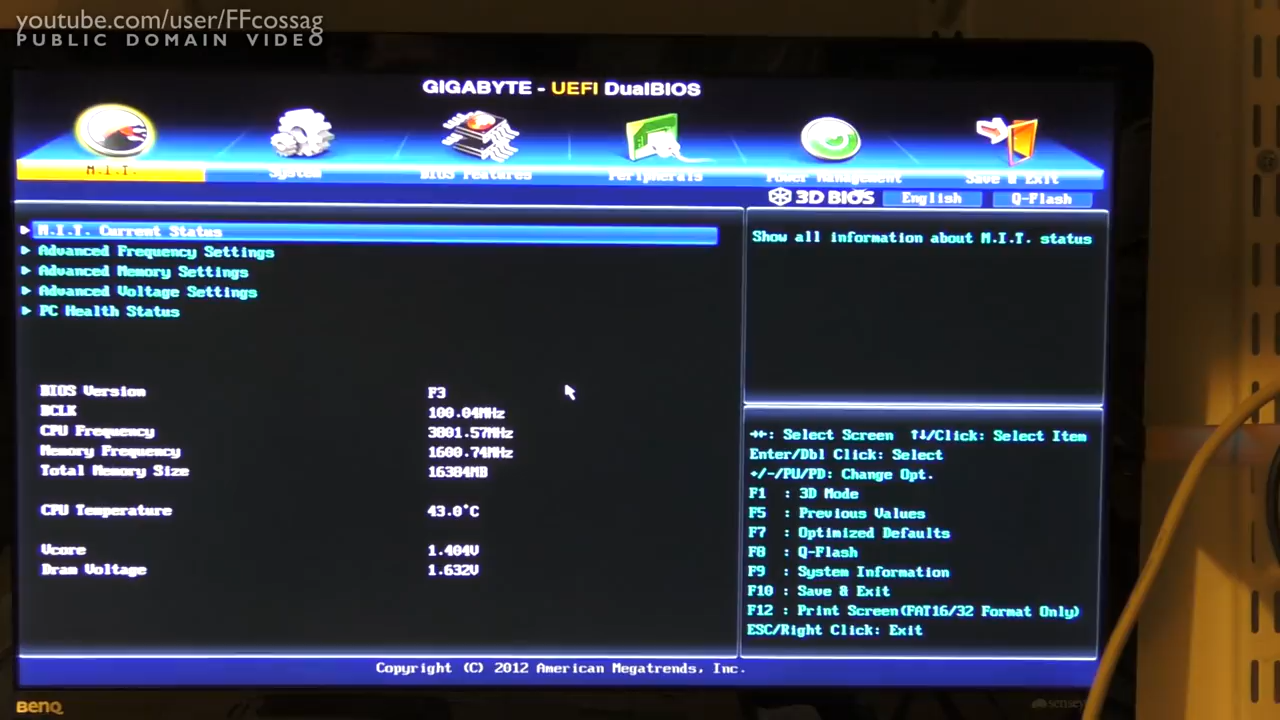 youtube.com/user/FFcossag
PUBLIC DOMAIN VIDEO
GIGABYTE - UEFI DualBIOS
M.I.T. System BIOS Features Peripherals Power Management Save & Exit
3D BIOS English Q-Flash
M.I.T. Current Status
Advanced Frequency Settings
Advanced Memory Settings
Advanced Voltage Settings
PC Health Status
Show all information about M.I.T. status
BIOS Version F3
BCLK 100.04MHz
CPU Frequency 3801.57MHz
Memory Frequency 1600.74MHz
Total Memory Size 16384MB
CPU Temperature 43.0°C
Vcore 1.404V
Dram Voltage 1.632V
→←: Select Screen ↑↓/Click: Select Item
Enter/Dbl Click: Select
+/-/PU/PD: Change Opt.
F1 : 3D Mode
F5 : Previous Values
F7 : Optimized Defaults
F8 : Q-Flash
F9 : System Information
F10 : Save & Exit
F12 : Print Screen(FAT16/32 Format Only)
ESC/Right Click: Exit
Copyright (C) 2012 American Megatrends, Inc.
BenQ
senseye